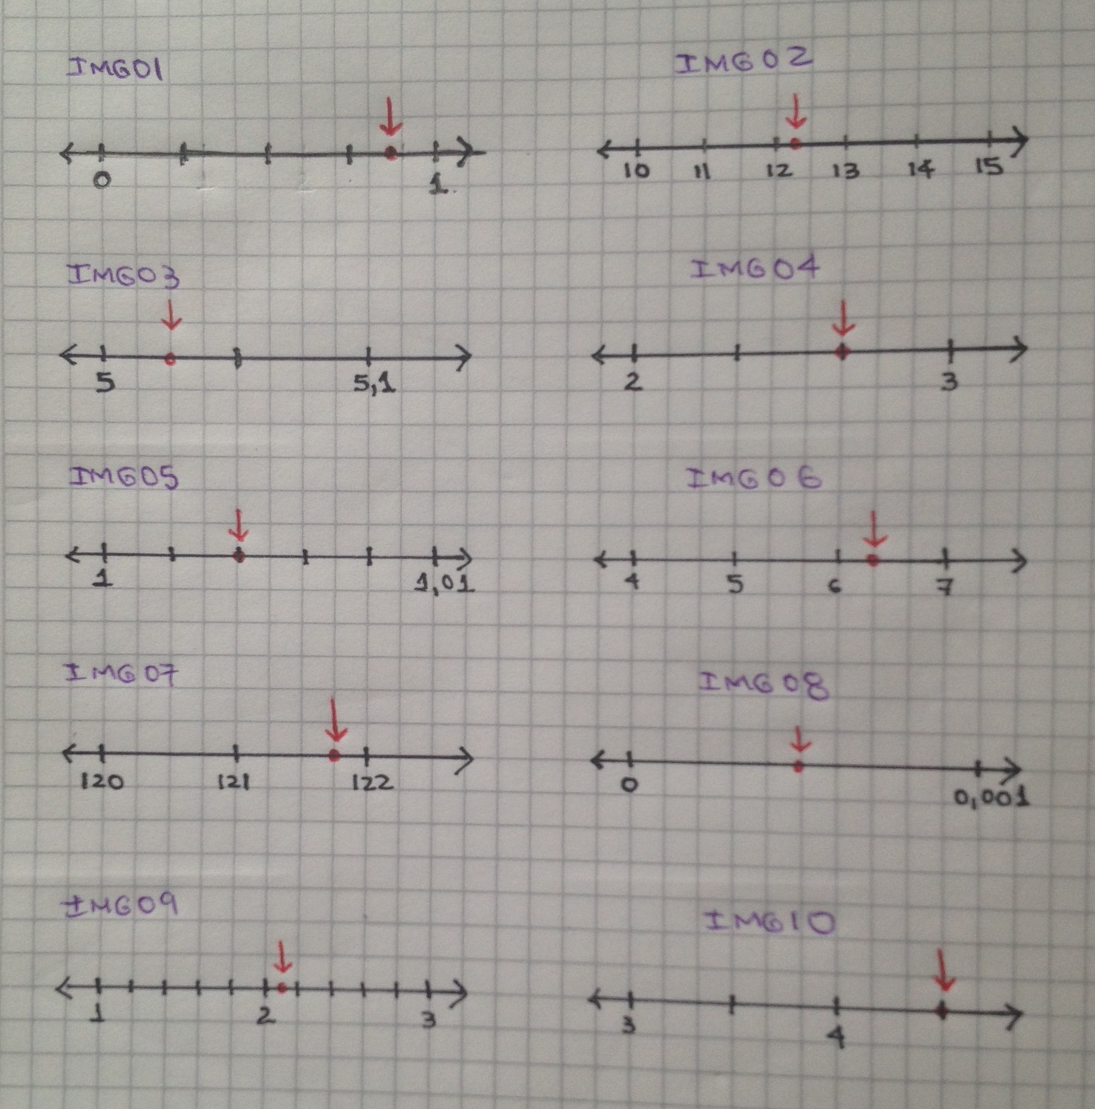 IMG01
IMG02
0 1
10 11 12 13 14 15
IMG03
IMG04
5 5,1
2 3
IMG05
IMG06
1 1,01
4 5 6 7
IMG07
IMG08
120 121 122
0 0,001
IMG09
IMG10
1 2 3
3 4